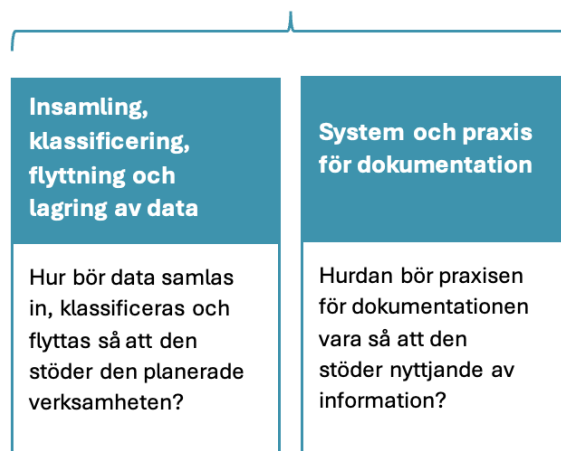 Insamling,
klassificering,
flyttning och
lagring av data
Hur bör data samlas
in, klassificeras och
flyttas så att den
stöder den planerade
verksamheten?
System och praxis
för dokumentation
Hurdan bör praxisen
för dokumentationen
vara så att den
stöder nyttjande av
information?